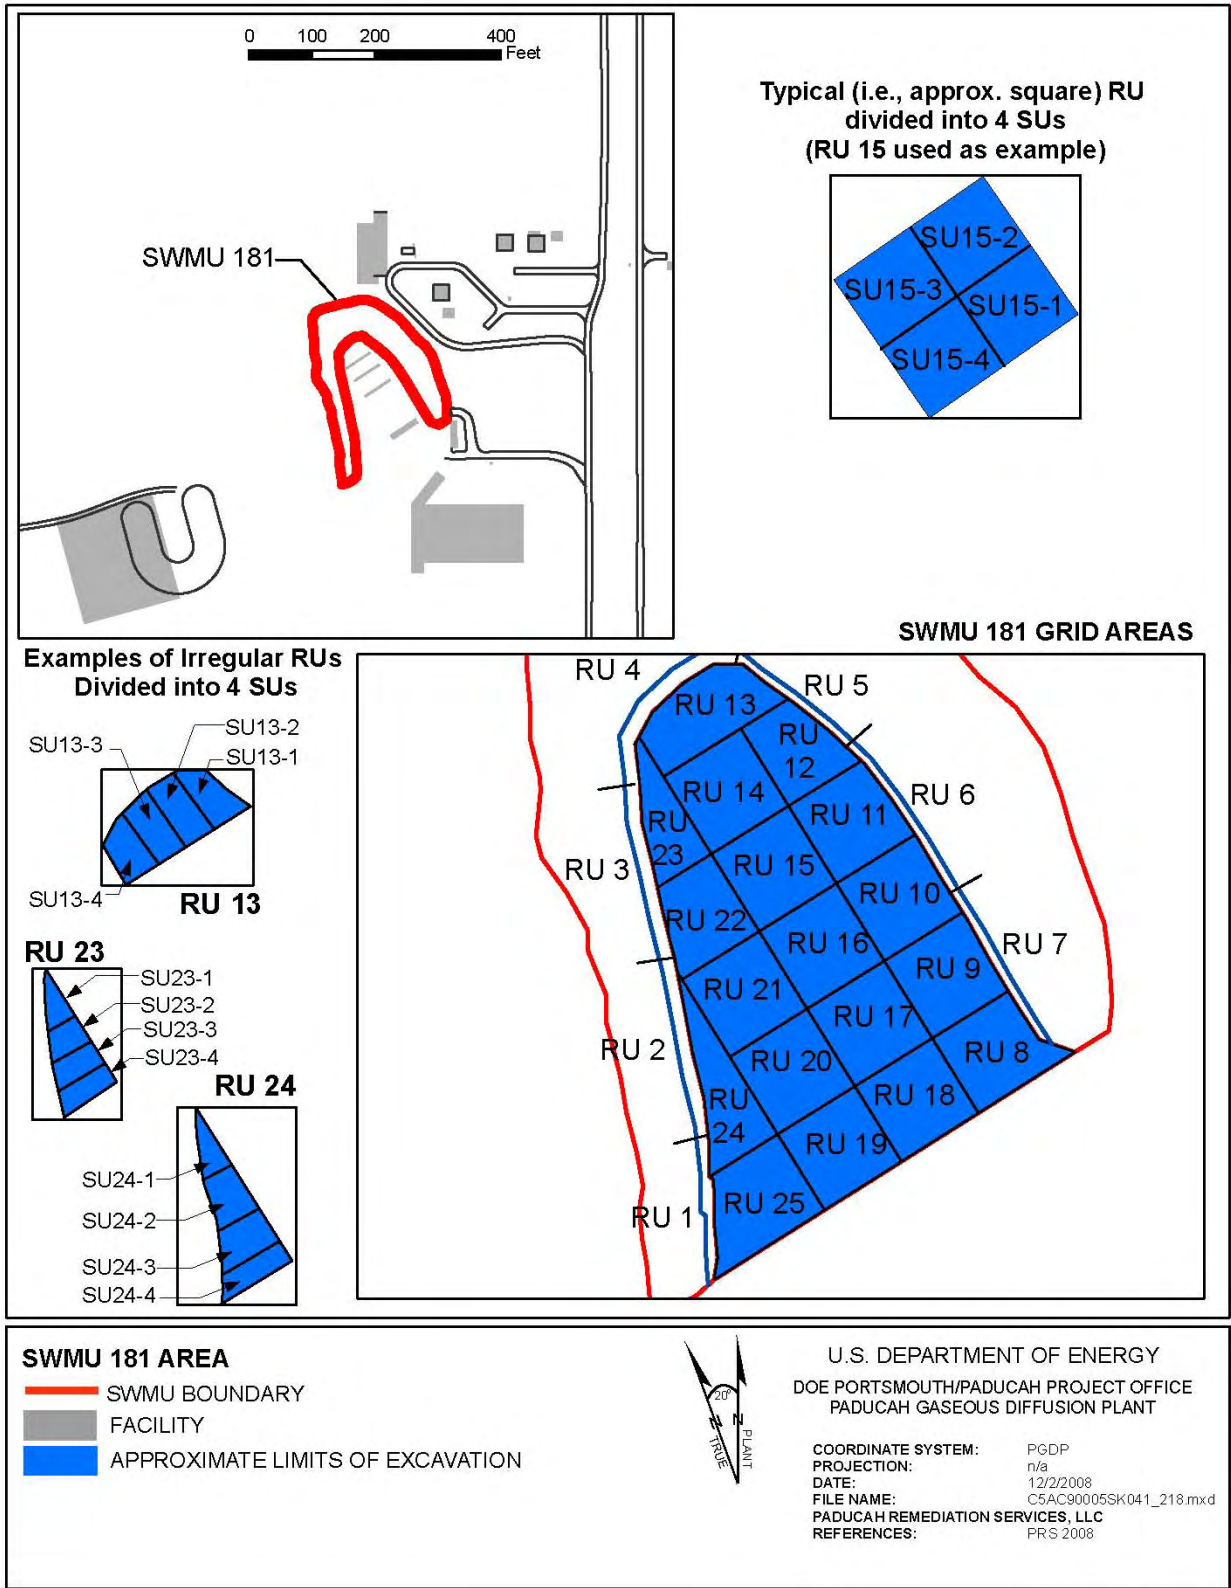 0 100 200 400
Feet
SWMU 181
Typical (i.e., approx. square) RU
divided into 4 SUs
(RU 15 used as example)
SU15-2
SU15-3
SU15-1
SU15-4
SWMU 181 GRID AREAS
Examples of Irregular RUs
Divided into 4 SUs
SU13-2
SU13-3
SU13-1
SU13-4
RU 13
RU 23
SU23-1
SU23-2
SU23-3
SU23-4
RU 24
SU24-1
SU24-2
SU24-3
SU24-4
RU 4
RU 5
RU 13
RU
12
RU 14
RU 6
RU 11
RU
23
RU 3
RU 15
RU 10
RU 22
RU 16
RU 7
RU 9
RU 21
RU 17
RU 2
RU 20
RU 8
RU 18
RU
24
RU 19
RU 25
RU 1
SWMU 181 AREA
SWMU BOUNDARY
FACILITY
APPROXIMATE LIMITS OF EXCAVATION
20°
N
TRUE
N
PLANT
U.S. DEPARTMENT OF ENERGY
DOE PORTSMOUTH/PADUCAH PROJECT OFFICE
PADUCAH GASEOUS DIFFUSION PLANT
COORDINATE SYSTEM: PGDP
PROJECTION: n/a
DATE: 12/2/2008
FILE NAME: C5AC90005SK041_218.mxd
PADUCAH REMEDIATION SERVICES, LLC
REFERENCES: PRS 2008